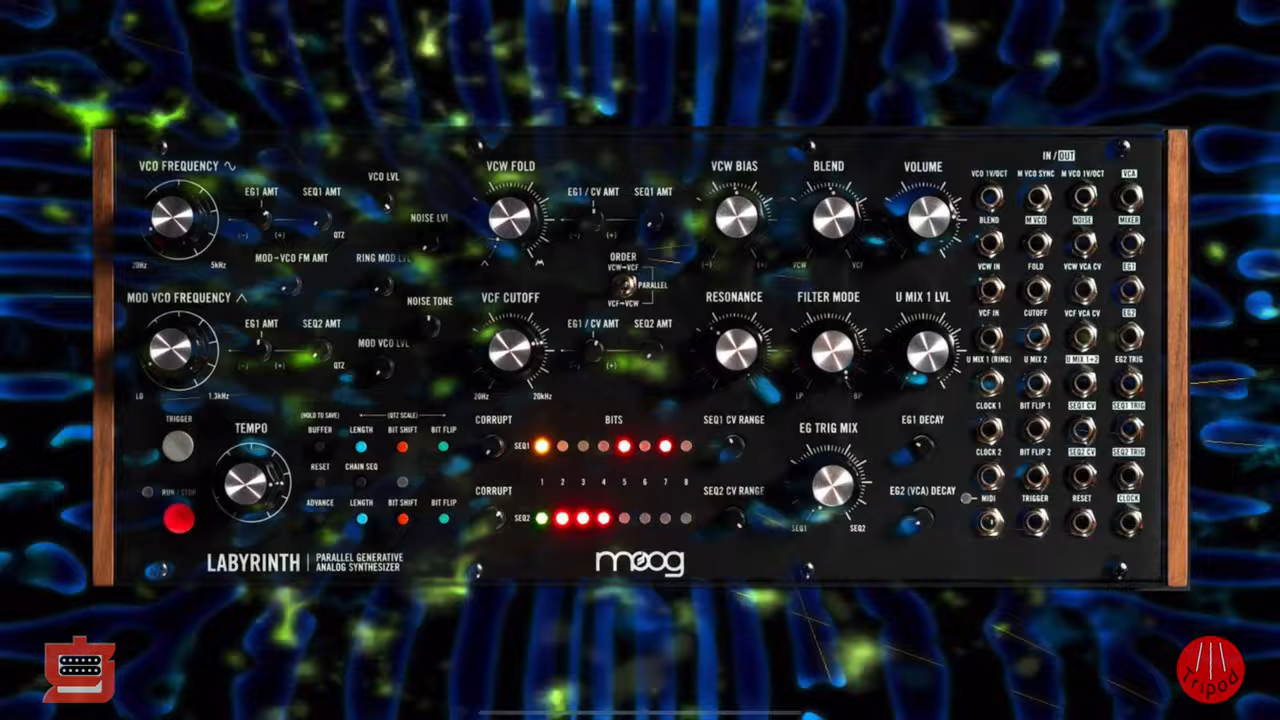 IN / OUT
VCO FREQUENCY
VCW FOLD
VCW BIAS
BLEND
VOLUME
VCO 1V/OCT
M VCO SYNC
M VCO 1V/OCT
VCA
VCO LVL
EG1 AMT
SEQ1 AMT
EG1 / CV AMT
SEQ1 AMT
NOISE LVL
BLEND
M VCO
NOISE
MIXER
(−)
(+)
QTZ
(−)
(+)
20Hz
5kHz
MOD→VCO FM AMT
RING MOD LVL
ORDER
VCW→VCF
PARALLEL
VCF→VCW
(−)
(+)
VCW
VCF
VCW IN
FOLD
VCW VCA CV
EG1
MOD VCO FREQUENCY
NOISE TONE
VCF CUTOFF
RESONANCE
FILTER MODE
U MIX 1 LVL
VCF IN
CUTOFF
VCF VCA CV
EG2
EG1 AMT
SEQ2 AMT
EG1 / CV AMT
SEQ2 AMT
MOD VCO LVL
U MIX 1 (RING)
U MIX 2
U MIX 1+2
EG2 TRIG
(−)
(+)
QTZ
(−)
(+)
LO
1.3kHz
20Hz
20kHz
LP
BP
CLOCK 1
BIT FLIP 1
SEQ1 CV
SEQ1 TRIG
TRIGGER
TEMPO
(HOLD TO SAVE)
(QTZ SCALE)
BUFFER
LENGTH
BIT SHIFT
BIT FLIP
CORRUPT
BITS
SEQ1 CV RANGE
EG TRIG MIX
EG1 DECAY
SEQ1
CLOCK 2
BIT FLIP 2
SEQ2 CV
SEQ2 TRIG
RESET
CHAIN SEQ
1 2 3 4 5 6 7 8
RUN / STOP
ADVANCE
LENGTH
BIT SHIFT
BIT FLIP
CORRUPT
SEQ2 CV RANGE
EG2 (VCA) DECAY
MIDI
TRIGGER
RESET
CLOCK
SEQ2
SEQ1
SEQ2
LABYRINTH
PARALLEL GENERATIVE
ANALOG SYNTHESIZER
moog
Tripod